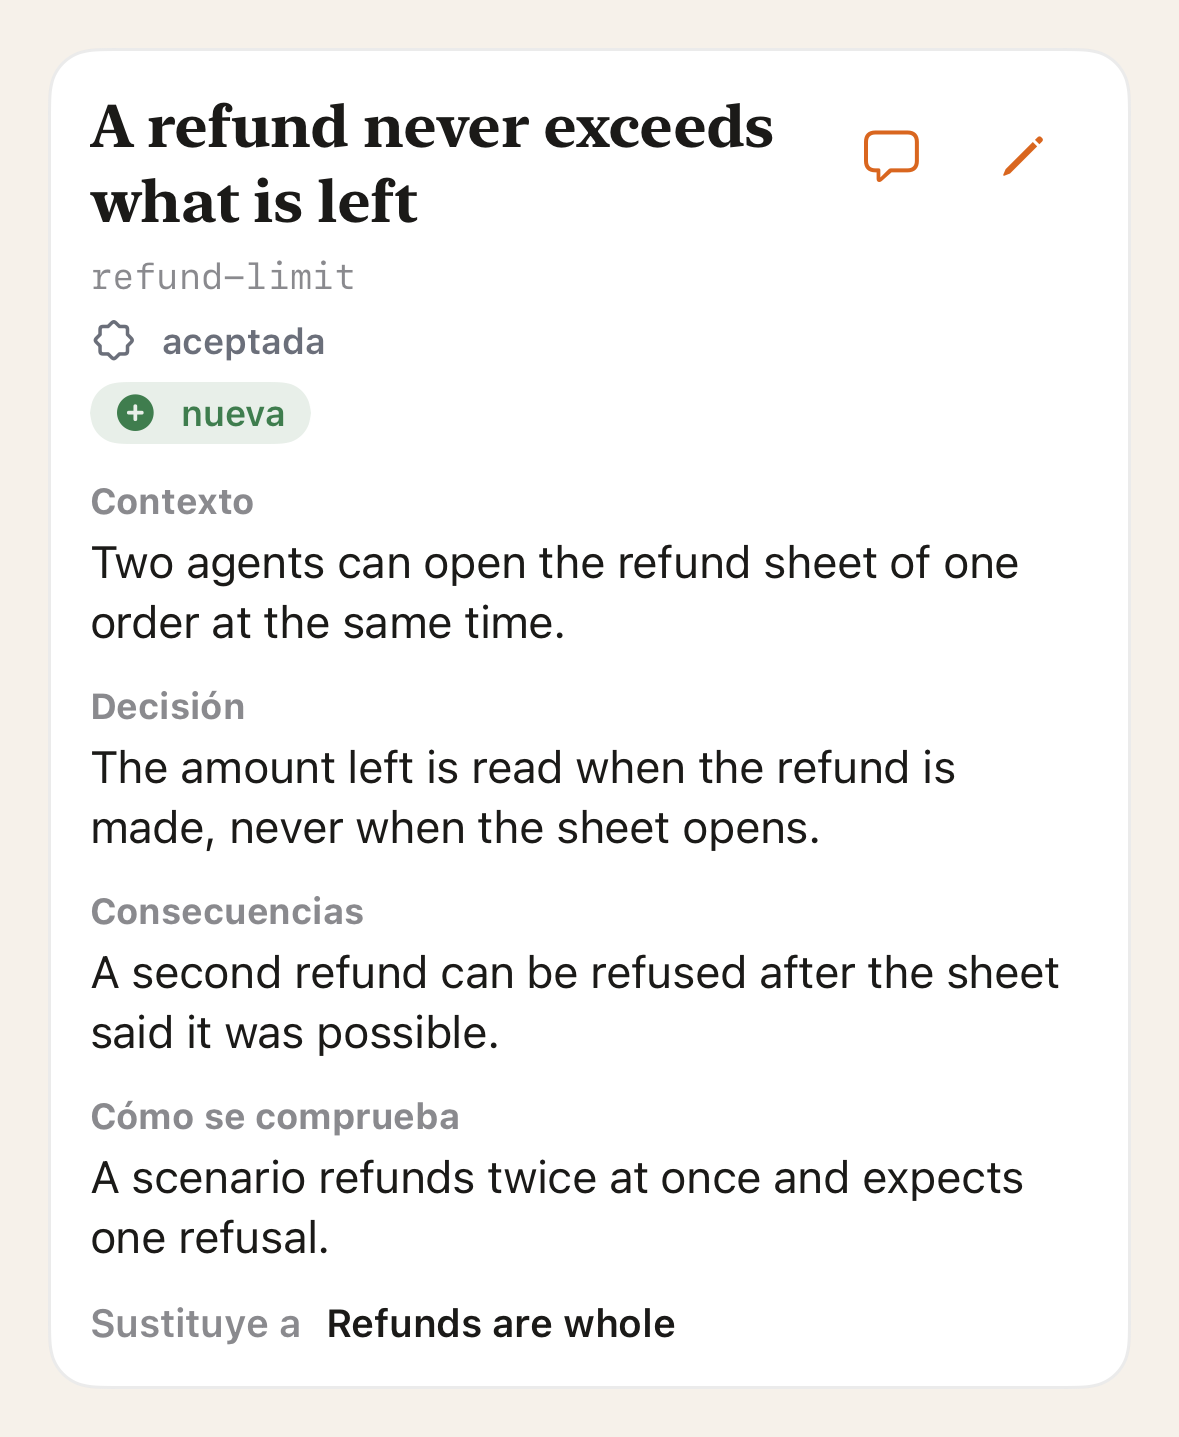 A refund never exceeds
what is left
refund-limit
aceptada
nueva
Contexto
Two agents can open the refund sheet of one
order at the same time.
Decisión
The amount left is read when the refund is
made, never when the sheet opens.
Consecuencias
A second refund can be refused after the sheet
said it was possible.
Cómo se comprueba
A scenario refunds twice at once and expects
one refusal.
Sustituye a Refunds are whole